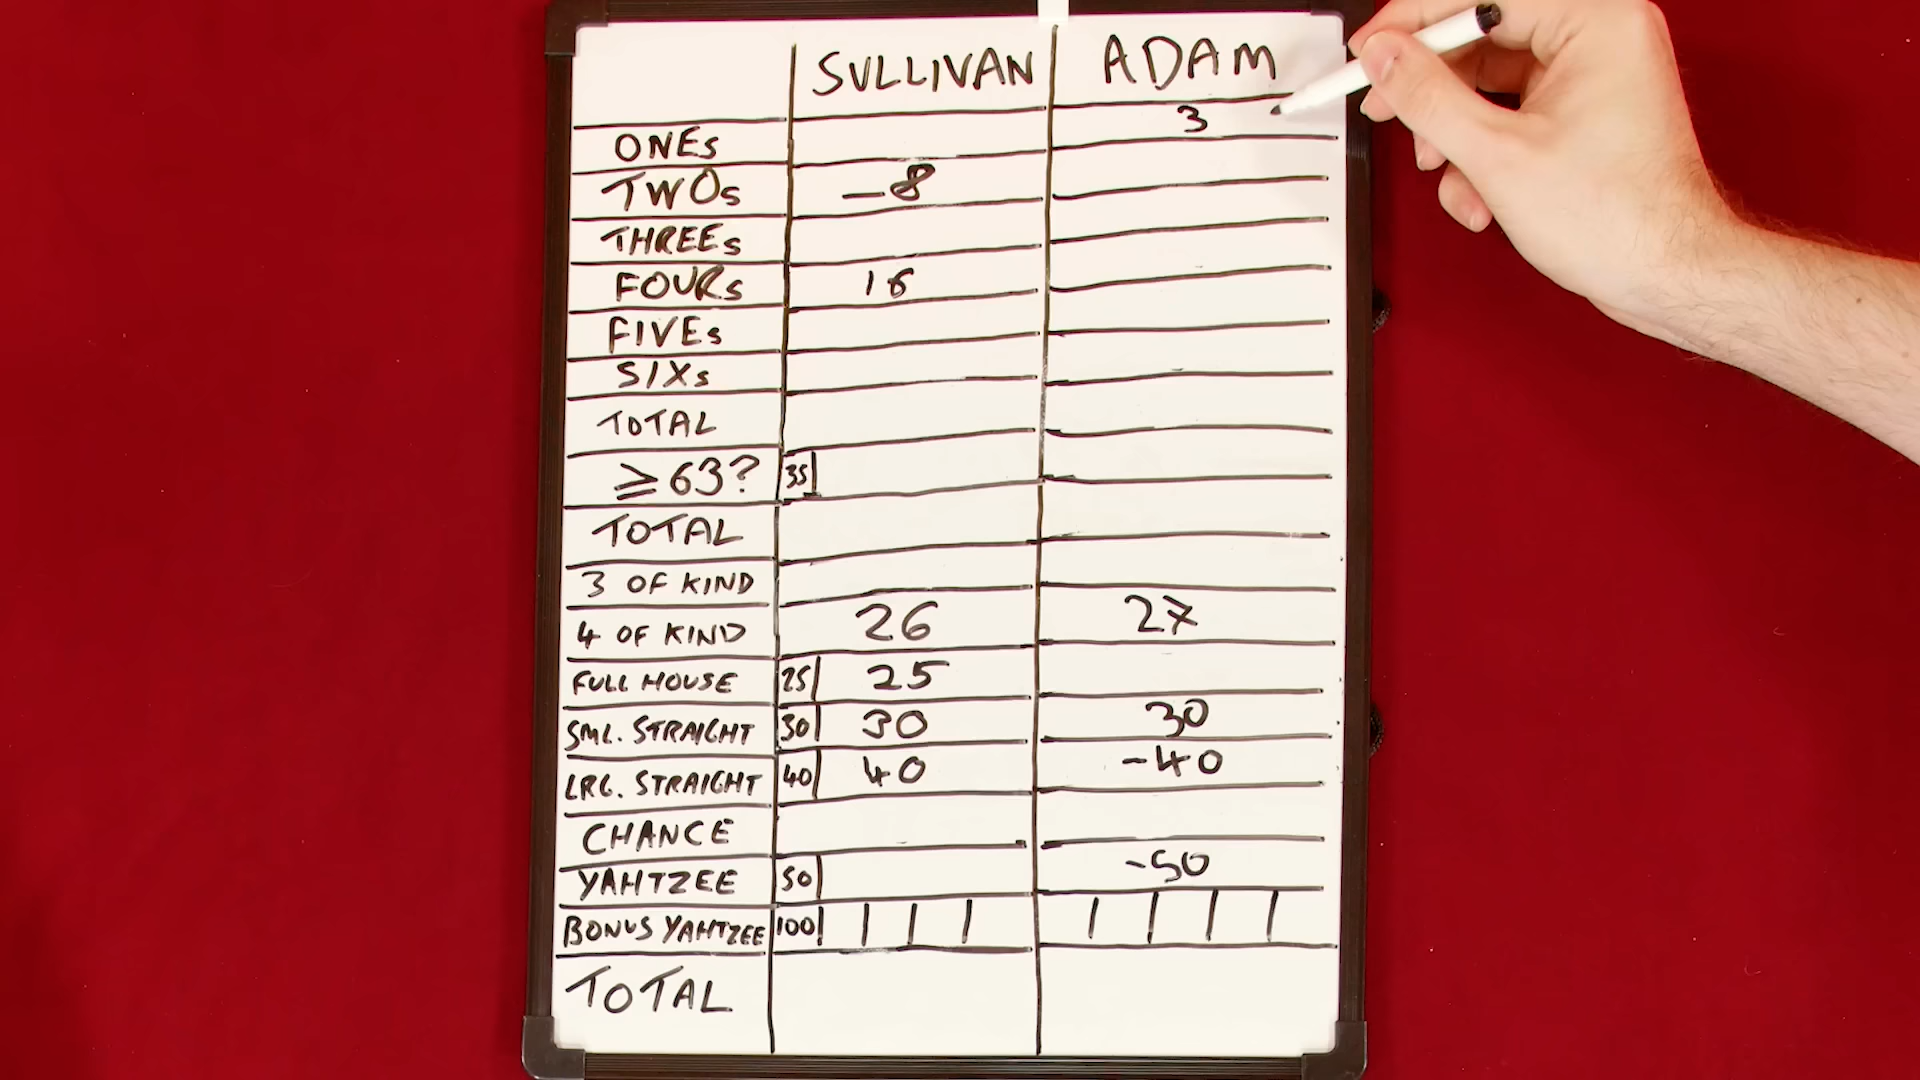 SULLIVAN ADAM
ONEs 3
TWOs -8
THREEs
FOURs 16
FIVEs
SIXs
TOTAL
≥63? 35
TOTAL
3 OF KIND
4 OF KIND 26 27
FULL HOUSE 25 25
SML. STRAIGHT 30 30 30
LRG. STRAIGHT 40 40 -40
CHANCE
YAHTZEE 50 -50
BONUS YAHTZEE 100
TOTAL